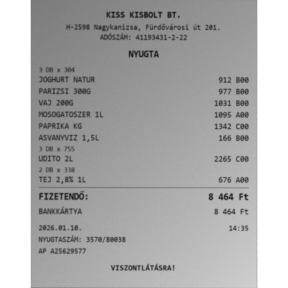 KISS KISBOLT BT.
H-2598 Nagykanizsa, Fürdővárosi út 201.
ADÓSZÁM: 41193431-2-22
NYUGTA
3 DB x 304
JOGHURT NATUR 912 B00
PARIZSI 300G 977 B00
VAJ 200G 1031 B00
MOSOGATOSZER 1L 1095 A00
PAPRIKA KG 1342 C00
ASVANYVIZ 1,5L 166 B00
3 DB x 755
UDITO 2L 2265 C00
2 DB x 338
TEJ 2,8% 1L 676 A00
FIZETENDŐ: 8 464 Ft
BANKKÁRTYA 8 464 Ft
2026.01.10. 14:35
NYUGTASZÁM: 3570/80038
AP A25629577
VISZONTLÁTÁSRA!